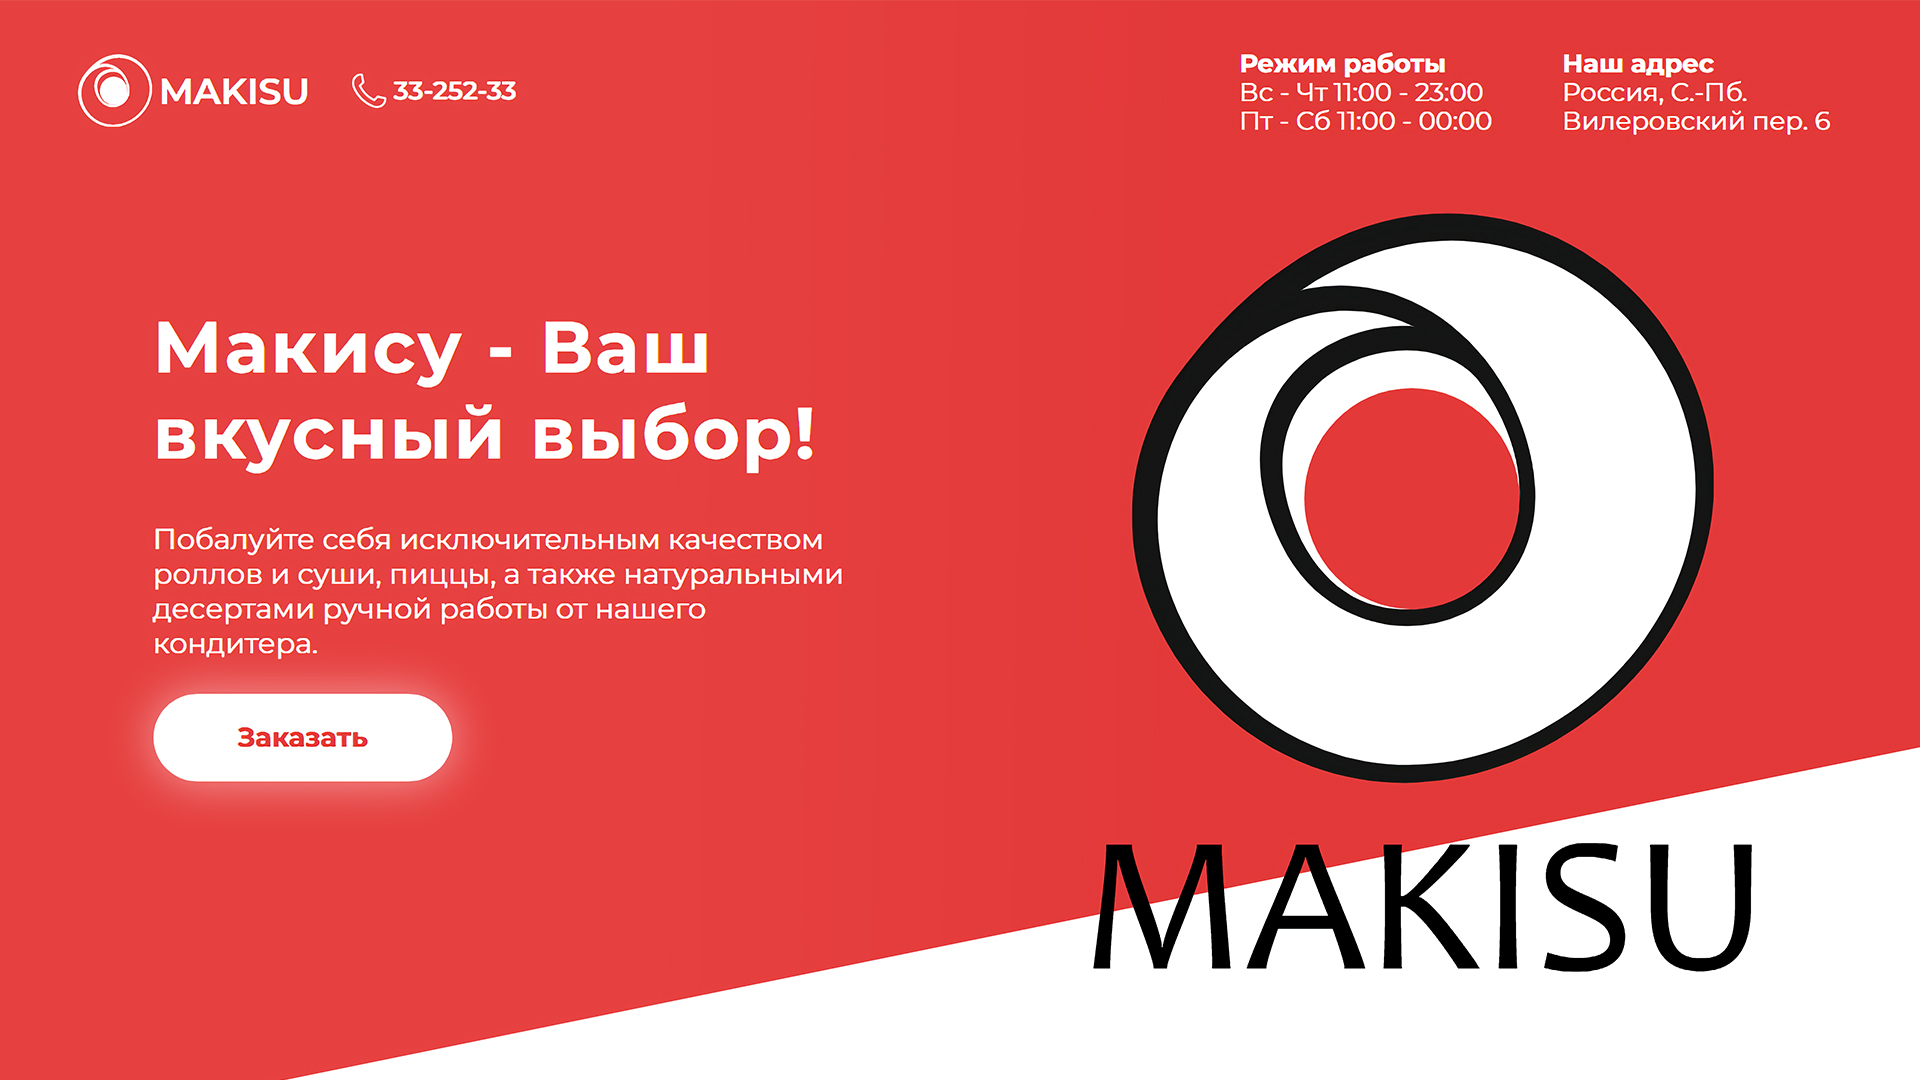 MAKISU
33-252-33
Режим работы
Вс - Чт 11:00 - 23:00
Пт - Сб 11:00 - 00:00
Наш адрес
Россия, С.-Пб.
Вилеровский пер. 6
Макису - Ваш
вкусный выбор!
Побалуйте себя исключительным качеством
роллов и суши, пиццы, а также натуральными
десертами ручной работы от нашего
кондитера.
Заказать
MAKISU